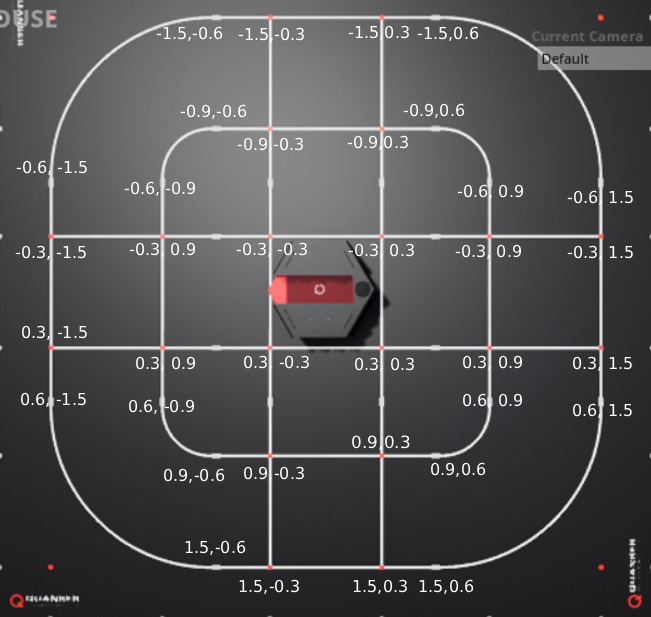 OUSE
Current Camera
Default
-1.5,-0.6 -1.5,-0.3 -1.5,0.3 -1.5,0.6
-0.9,-0.6 -0.9,0.6
-0.9,-0.3 -0.9,0.3
-0.6, -1.5 -0.6, -0.9 -0.6, 0.9 -0.6, 1.5
-0.3, -1.5 -0.3, 0.9 -0.3, -0.3 -0.3, 0.3 -0.3, 0.9 -0.3, 1.5
0.3, -1.5
0.3, 0.9 0.3, -0.3 0.3, 0.3 0.3, 0.9 0.3, 1.5
0.6, -1.5 0.6, -0.9 0.6, 0.9 0.6, 1.5
0.9,0.3
0.9,-0.6 0.9,-0.3 0.9,0.6
1.5,-0.6
1.5,-0.3 1.5,0.3 1.5,0.6
QUANSER
QUANSER